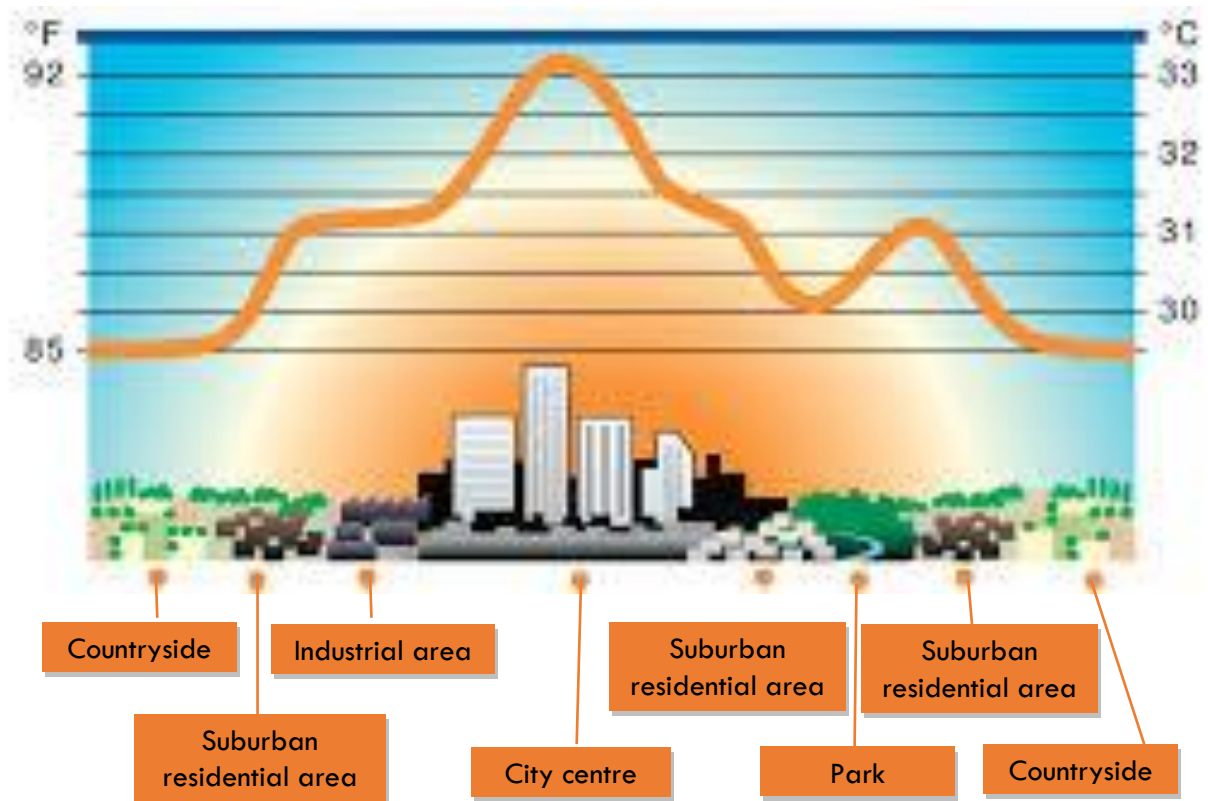 °F
°C
92
33
32
31
30
85
Countryside
Industrial area
Suburban
residential area
Suburban
residential area
Suburban
residential area
City centre
Park
Countryside